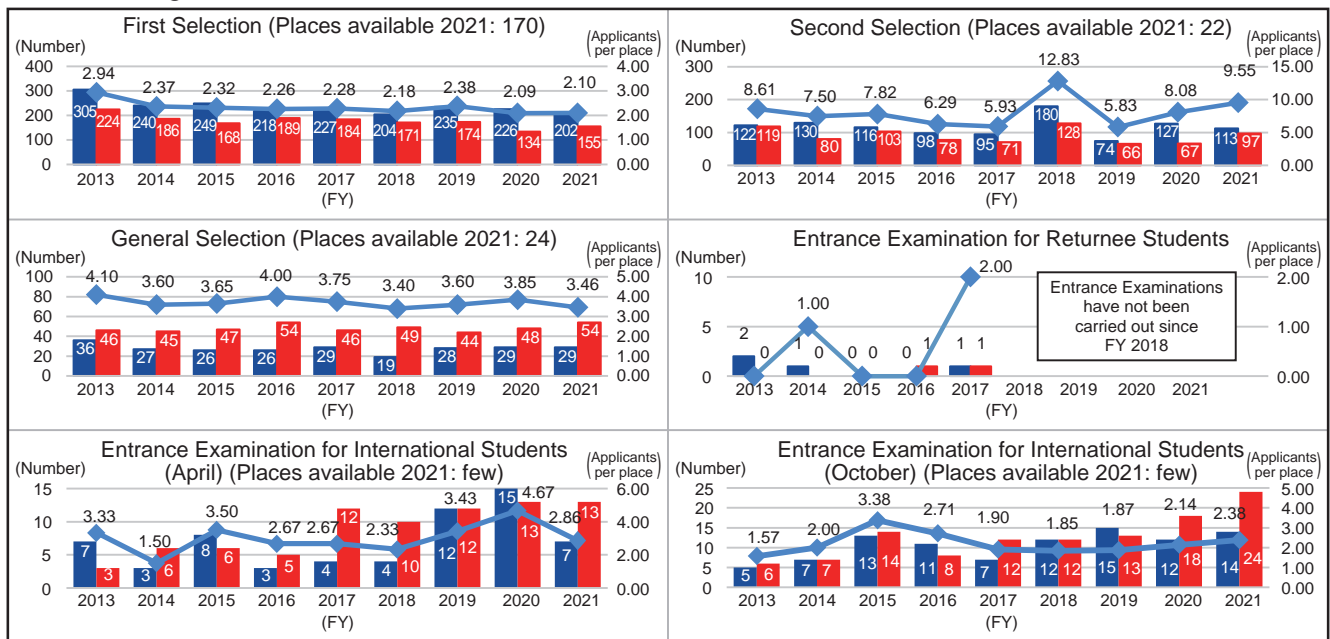 First Selection (Places available 2021: 170)
(Number)
(Applicants per place)
400
300
200
100
0
4.00
3.00
2.00
1.00
0.00
2.94 2.37 2.32 2.26 2.28 2.18 2.38 2.09 2.10
305 224 240 186 249 168 218 189 227 184 204 171 235 174 226 134 202 155
2013 2014 2015 2016 2017 2018 2019 2020 2021
(FY)
Second Selection (Places available 2021: 22)
(Number)
(Applicants per place)
300
200
100
0
15.00
10.00
5.00
0.00
8.61 7.50 7.82 6.29 5.93 12.83 5.83 8.08 9.55
122 119 130 80 116 103 98 78 95 71 180 128 74 66 127 67 113 97
2013 2014 2015 2016 2017 2018 2019 2020 2021
(FY)
General Selection (Places available 2021: 24)
(Number)
(Applicants per place)
100
80
60
40
20
0
5.00
4.00
3.00
2.00
1.00
0.00
4.10 3.60 3.65 4.00 3.75 3.40 3.60 3.85 3.46
36 46 27 45 26 47 26 54 29 46 19 49 28 44 29 48 29 54
2013 2014 2015 2016 2017 2018 2019 2020 2021
(FY)
Entrance Examination for Returnee Students
(Number)
(Applicants per place)
10
5
0
2.00
1.00
0.00
1.00 2.00
2 0 1 0 0 0 0 1 1 1
Entrance Examinations
have not been
carried out since
FY 2018
2013 2014 2015 2016 2017 2018 2019 2020 2021
(FY)
Entrance Examination for International Students
(April) (Places available 2021: few)
(Number)
(Applicants per place)
15
10
5
0
6.00
4.00
2.00
0.00
3.33 1.50 3.50 2.67 2.67 2.33 3.43 4.67 2.86
7 3 3 6 8 6 3 5 4 12 4 10 12 12 15 13 7 13
2013 2014 2015 2016 2017 2018 2019 2020 2021
(FY)
Entrance Examination for International Students
(October) (Places available 2021: few)
(Number)
(Applicants per place)
25
20
15
10
5
0
5.00
4.00
3.00
2.00
1.00
0.00
1.57 2.00 3.38 2.71 1.90 1.85 1.87 2.14 2.38
5 6 7 7 13 14 11 8 7 12 12 12 15 13 12 18 14 24
2013 2014 2015 2016 2017 2018 2019 2020 2021
(FY)